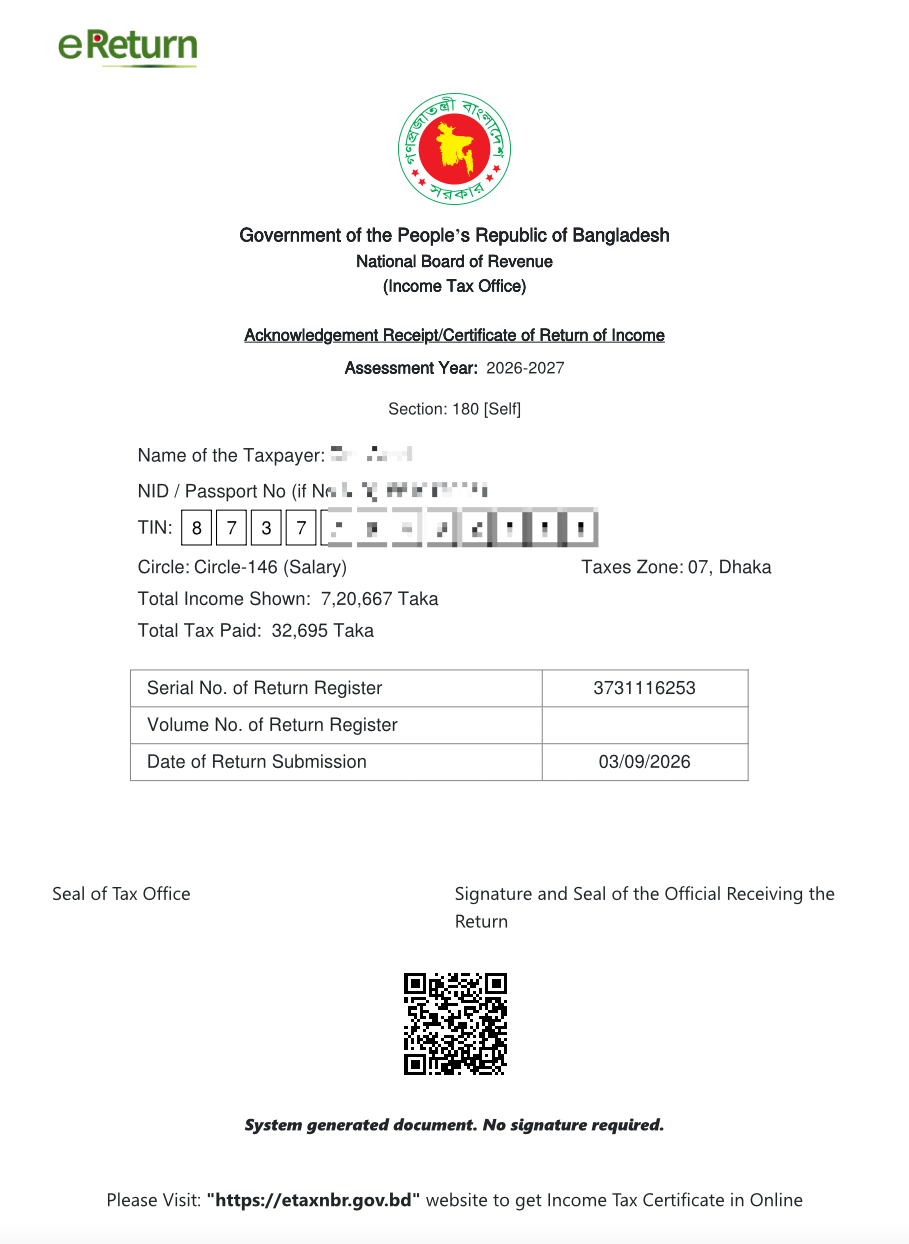 eReturn
গণপ্রজাতন্ত্রী বাংলাদেশ
সরকার
Government of the People's Republic of Bangladesh
National Board of Revenue
(Income Tax Office)
Acknowledgement Receipt/Certificate of Return of Income
Assessment Year: 2026-2027
Section: 180 [Self]
Name of the Taxpayer:
NID / Passport No (if
TIN: 8 7 3 7
Circle: Circle-146 (Salary) Taxes Zone: 07, Dhaka
Total Income Shown: 7,20,667 Taka
Total Tax Paid: 32,695 Taka
Serial No. of Return Register 3731116253
Volume No. of Return Register
Date of Return Submission 03/09/2026
Seal of Tax Office Signature and Seal of the Official Receiving the
Return
System generated document. No signature required.
Please Visit: "https://etaxnbr.gov.bd" website to get Income Tax Certificate in Online